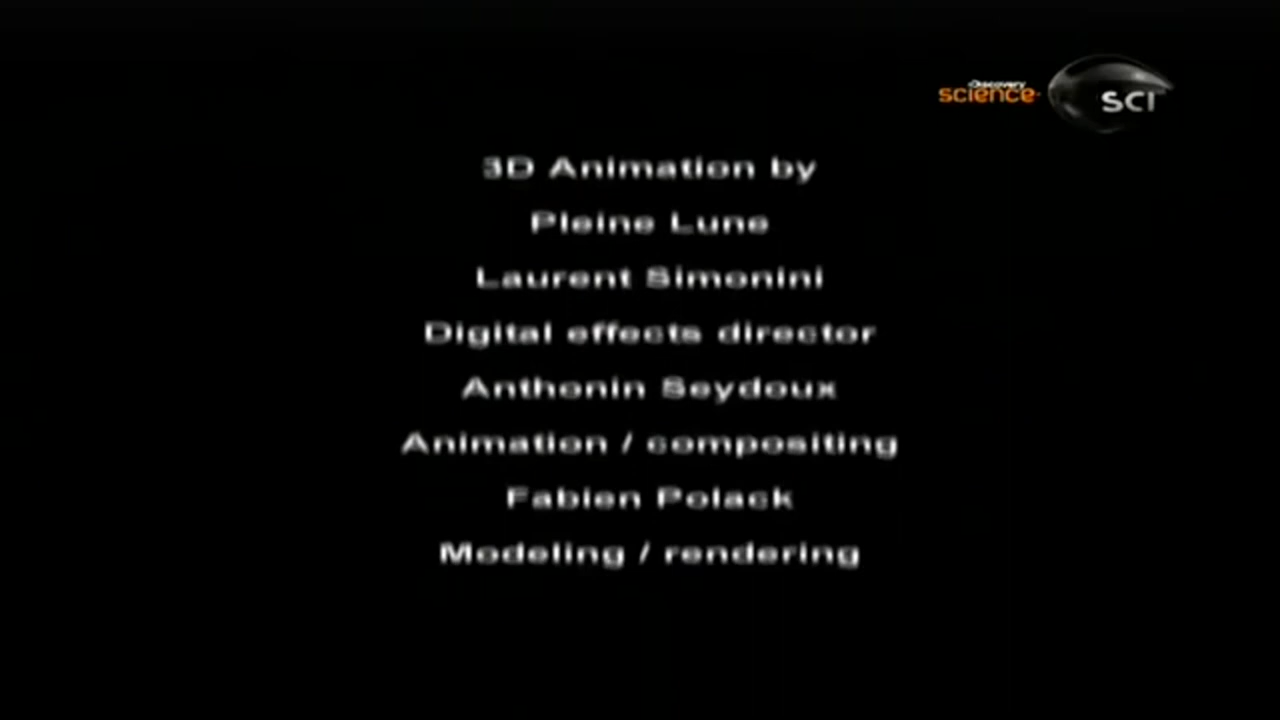 Discovery
science
SCI
3D Animation by
Pleine Lune
Laurent Simonini
Digital effects director
Anthonin Seydoux
Animation / compositing
Fabien Polack
Modeling / rendering